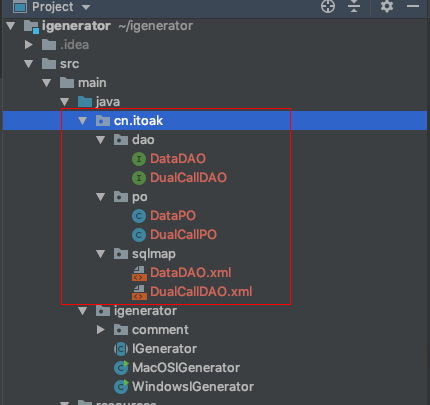 Project
igenerator ~/igenerator
.idea
src
main
java
cn.itoak
dao
DataDAO
DualCallDAO
po
DataPO
DualCallPO
sqlmap
DataDAO.xml
DualCallDAO.xml
igenerator
comment
IGenerator
MacOSIGenerator
WindowsIGenerator
resources